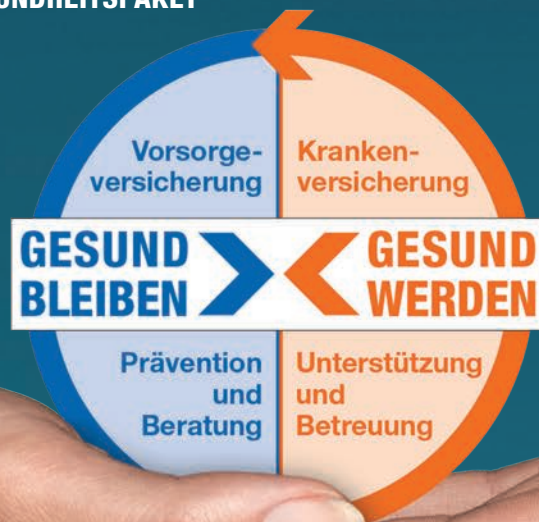 Vorsorge-
versicherung
Kranken-
versicherung
GESUND
BLEIBEN
GESUND
WERDEN
Prävention
und
Beratung
Unterstützung
und
Betreuung